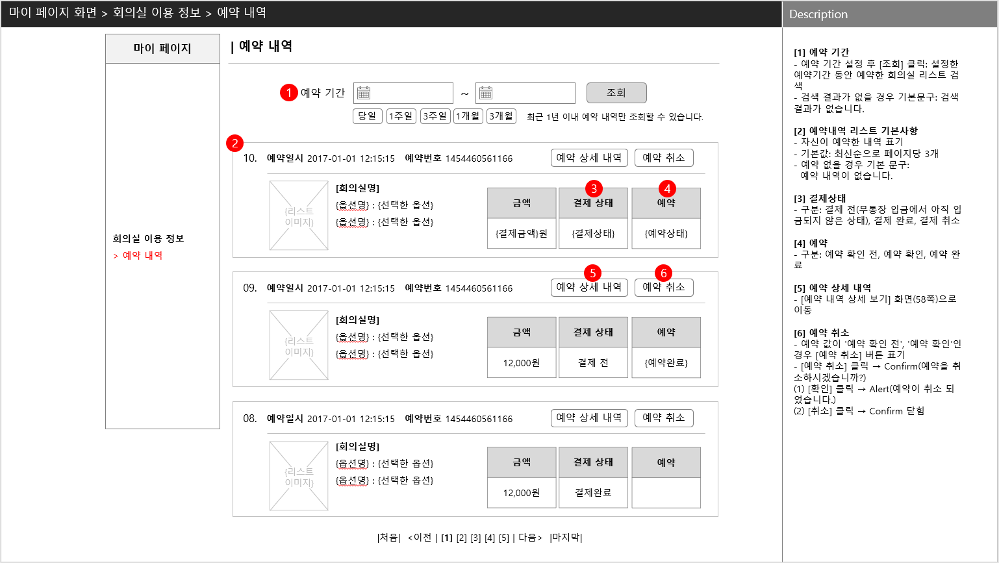 마이 페이지 화면 > 회의실 이용 정보 > 예약 내역
Description
마이 페이지
회의실 이용 정보
> 예약 내역
| 예약 내역
1 예약 기간 ~ 조회
당일 1주일 3주일 1개월 3개월 최근 1년 이내 예약 내역만 조회할 수 있습니다.
2
10. 예약일시 2017-01-01 12:15:15 예약번호 1454460561166 예약 상세 내역 예약 취소
{리스트
이미지}
[회의실명]
{옵션명} : {선택한 옵션}
{옵션명} : {선택한 옵션}
3 4
금액 결제 상태 예약
{결제금액}원 {결제상태} {예약상태}
5 6
09. 예약일시 2017-01-01 12:15:15 예약번호 1454460561166 예약 상세 내역 예약 취소
{리스트
이미지}
[회의실명]
{옵션명} : {선택한 옵션}
{옵션명} : {선택한 옵션}
금액 결제 상태 예약
12,000원 결제 전 {예약완료}
08. 예약일시 2017-01-01 12:15:15 예약번호 1454460561166 예약 상세 내역 예약 취소
{리스트
이미지}
[회의실명]
{옵션명} : {선택한 옵션}
{옵션명} : {선택한 옵션}
금액 결제 상태 예약
12,000원 결제완료
|처음| <이전 | [1] [2] [3] [4] [5] | 다음> |마지막|
[1] 예약 기간
- 예약 기간 설정 후 [조회] 클릭: 설정한
예약기간 동안 예약한 회의실 리스트 검
색
- 검색 결과가 없을 경우 기본문구: 검색
결과가 없습니다.
[2] 예약내역 리스트 기본사항
- 자신이 예약한 내역 표기
- 기본값: 최신순으로 페이지당 3개
- 예약 없을 경우 기본 문구:
예약 내역이 없습니다.
[3] 결제상태
- 구분: 결제 전(무통장 입금에서 아직 입
금되지 않은 상태), 결제 완료, 결제 취소
[4] 예약
- 구분: 예약 확인 전, 예약 확인, 예약 완
료
[5] 예약 상세 내역
- [예약 내역 상세 보기] 화면(58쪽)으로
이동
[6] 예약 취소
- 예약 값이 '예약 확인 전', '예약 확인'인
경우 [예약 취소] 버튼 표기
- [예약 취소] 클릭 → Confirm(예약을 취
소하시겠습니까?)
(1) [확인] 클릭 → Alert(예약이 취소 되
었습니다.)
(2) [취소] 클릭 → Confirm 닫힘